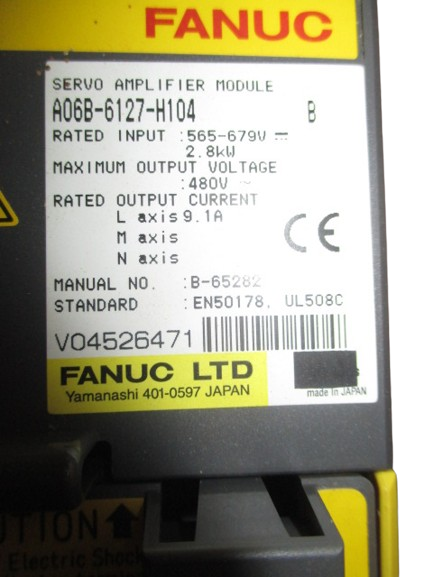 FANUC
SERVO AMPLIFIER MODULE
A06B-6127-H104 B
RATED INPUT :565-679V ⎓
2.8kW
MAXIMUM OUTPUT VOLTAGE
:480V ~
RATED OUTPUT CURRENT
L axis 9.1A
M axis
N axis
CE
MANUAL NO. :B-65282
STANDARD :EN50178, UL508C
V04526471
FANUC LTD
Yamanashi 401-0597 JAPAN
made in JAPAN
UTION
Electric Shock